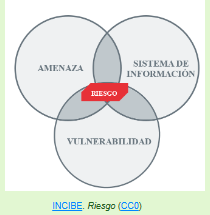 AMENAZA
SISTEMA DE
INFORMACIÓN
RIESGO
VULNERABILIDAD
INCIBE. Riesgo (CC0)